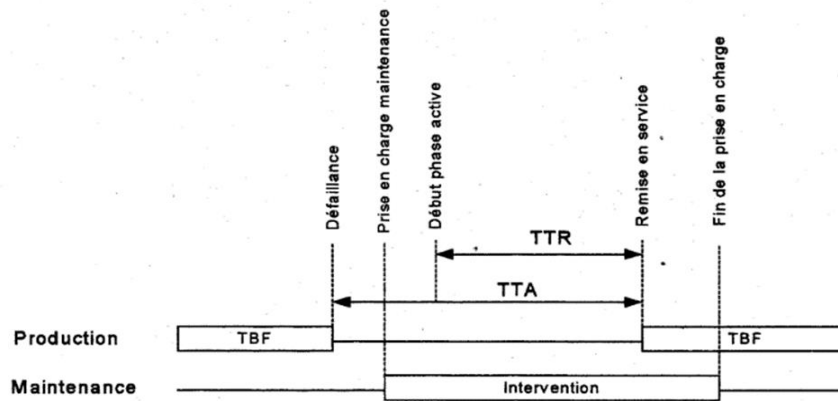 Défaillance
Prise en charge maintenance
Début phase active
Remise en service
Fin de la prise en charge
TTR
TTA
Production
TBF
TBF
Maintenance
Intervention